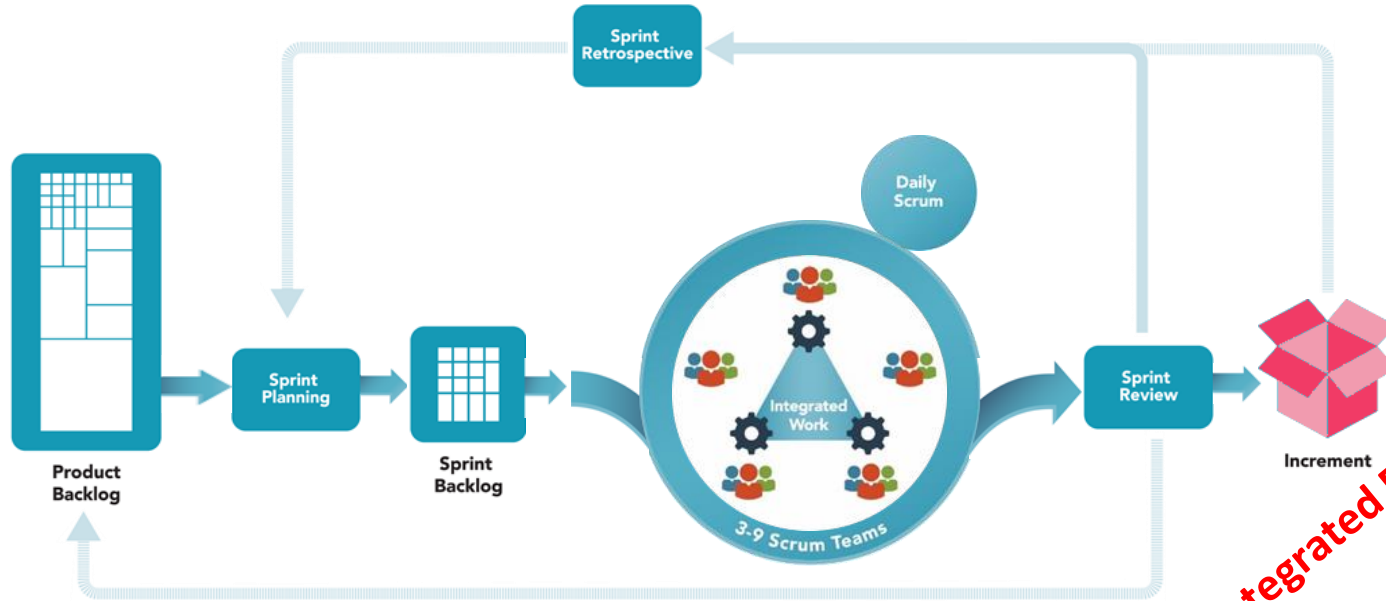 Sprint
Retrospective
Daily
Scrum
Sprint
Planning
Integrated
Work
Sprint
Review
Product
Backlog
Sprint
Backlog
3-9 Scrum Teams
Increment
tegrated